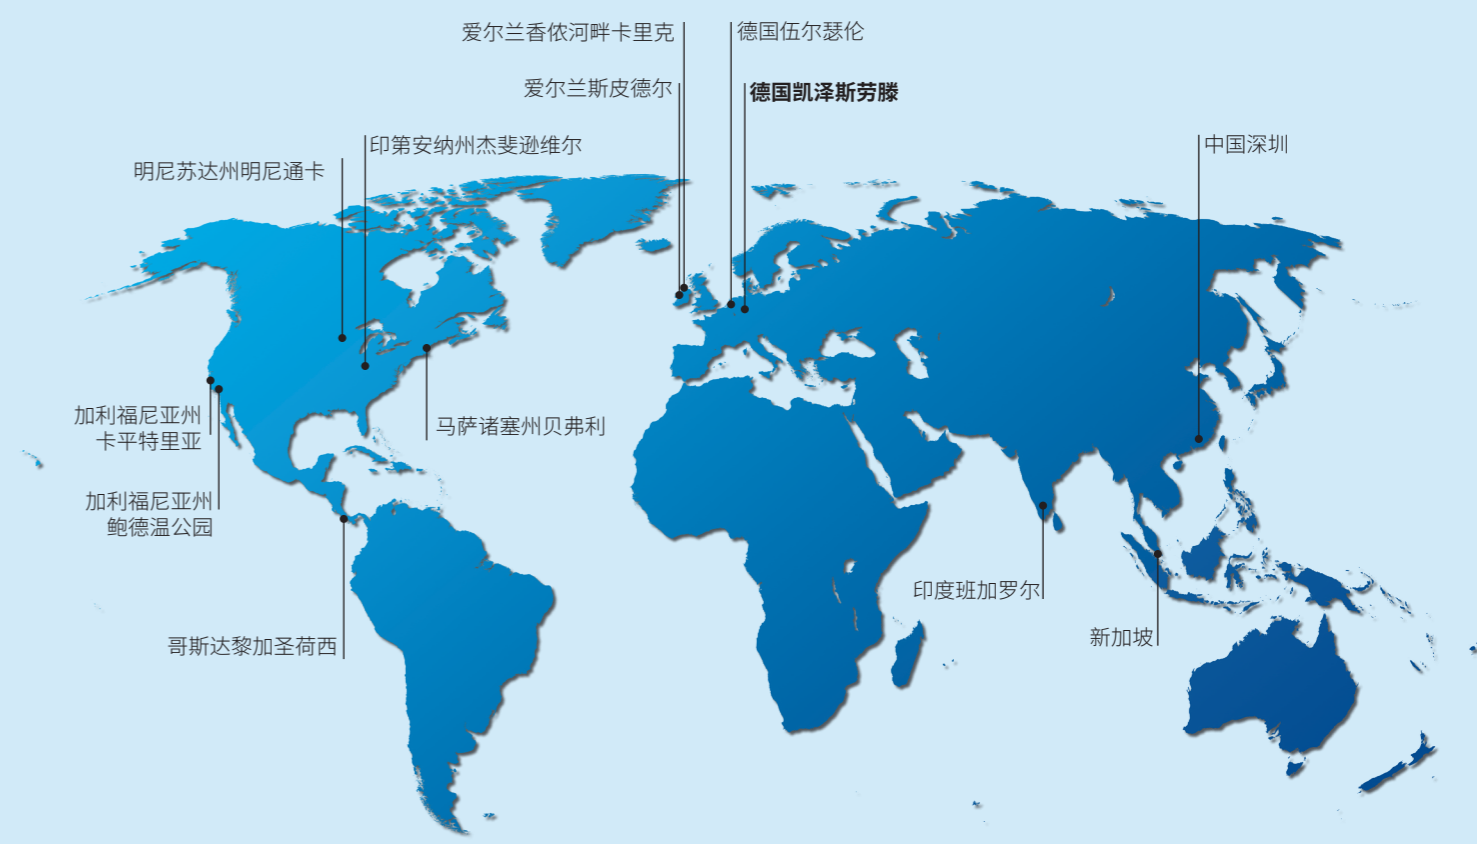 爱尔兰香侬河畔卡里克
德国伍尔瑟伦
爱尔兰斯皮德尔
德国凯泽斯劳滕
印第安纳州杰斐逊维尔
中国深圳
明尼苏达州明尼通卡
加利福尼亚州
卡平特里亚
马萨诸塞州贝弗利
加利福尼亚州
鲍德温公园
印度班加罗尔
新加坡
哥斯达黎加圣荷西